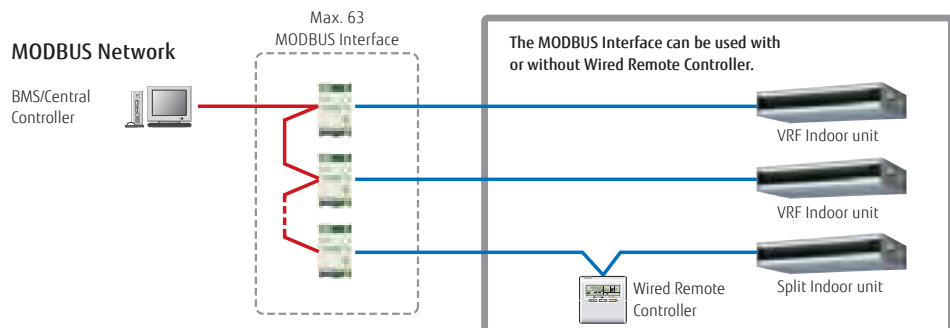 Max. 63
MODBUS Interface
MODBUS Network
BMS/Central
Controller
The MODBUS Interface can be used with
or without Wired Remote Controller.
VRF Indoor unit
VRF Indoor unit
Split Indoor unit
Wired Remote
Controller